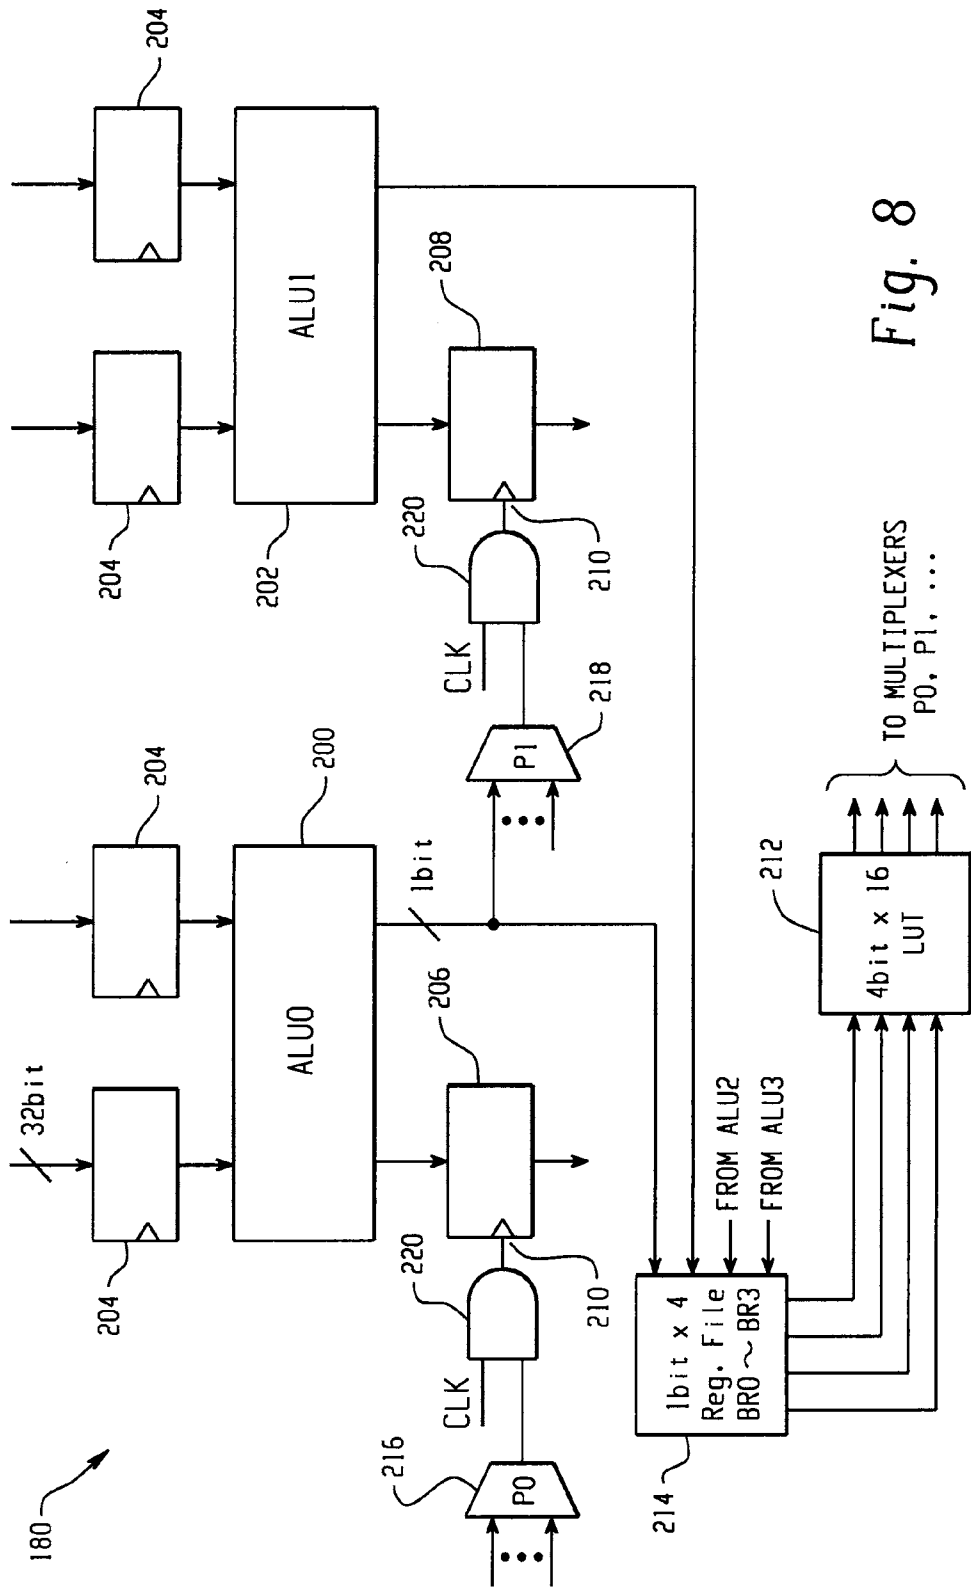 180
32bit
204
204
204
204
ALU0
200
202
ALU1
216
P0
CLK
220
206
210
1bit
P1
218
CLK
220
208
210
214
1bit x 4
Reg. File
BR0 ~ BR3
FROM ALU2
FROM ALU3
212
4bit x 16
LUT
TO MULTIPLEXERS
P0, P1, ...
Fig. 8